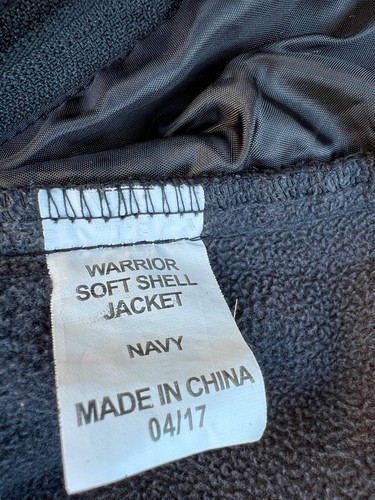 WARRIOR
SOFT SHELL
JACKET
NAVY
MADE IN CHINA
04/17